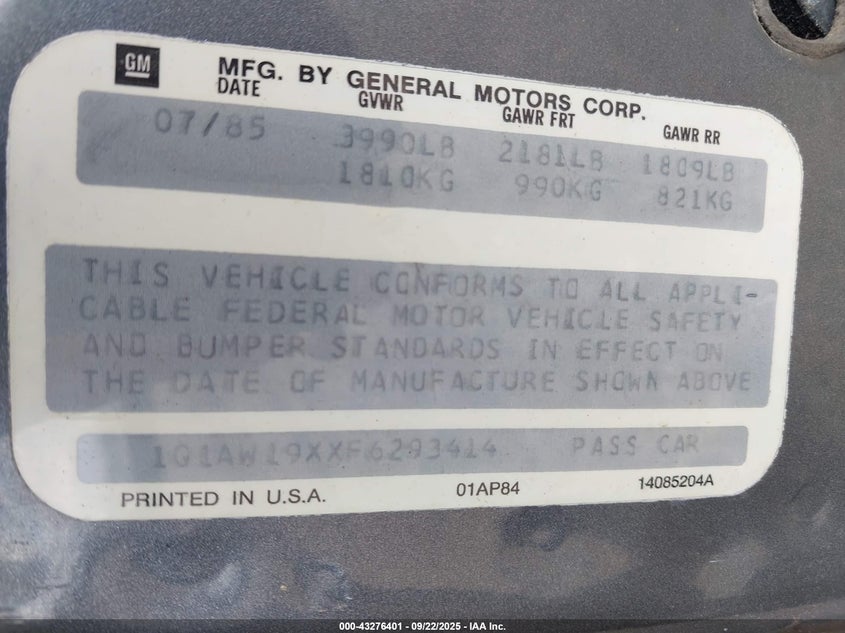 GM
MFG. BY GENERAL MOTORS CORP.
DATE GVWR GAWR FRT GAWR RR
07/85 3990LB 2181LB 1809LB
1810KG 990KG 821KG
THIS VEHICLE CONFORMS TO ALL APPLI-
CABLE FEDERAL MOTOR VEHICLE SAFETY
AND BUMPER STANDARDS IN EFFECT ON
THE DATE OF MANUFACTURE SHOWN ABOVE
1G1AW19XXF6293414 PASS CAR
PRINTED IN U.S.A. 01AP84 14085204A
000-43276401 - 09/22/2025 - IAA Inc.